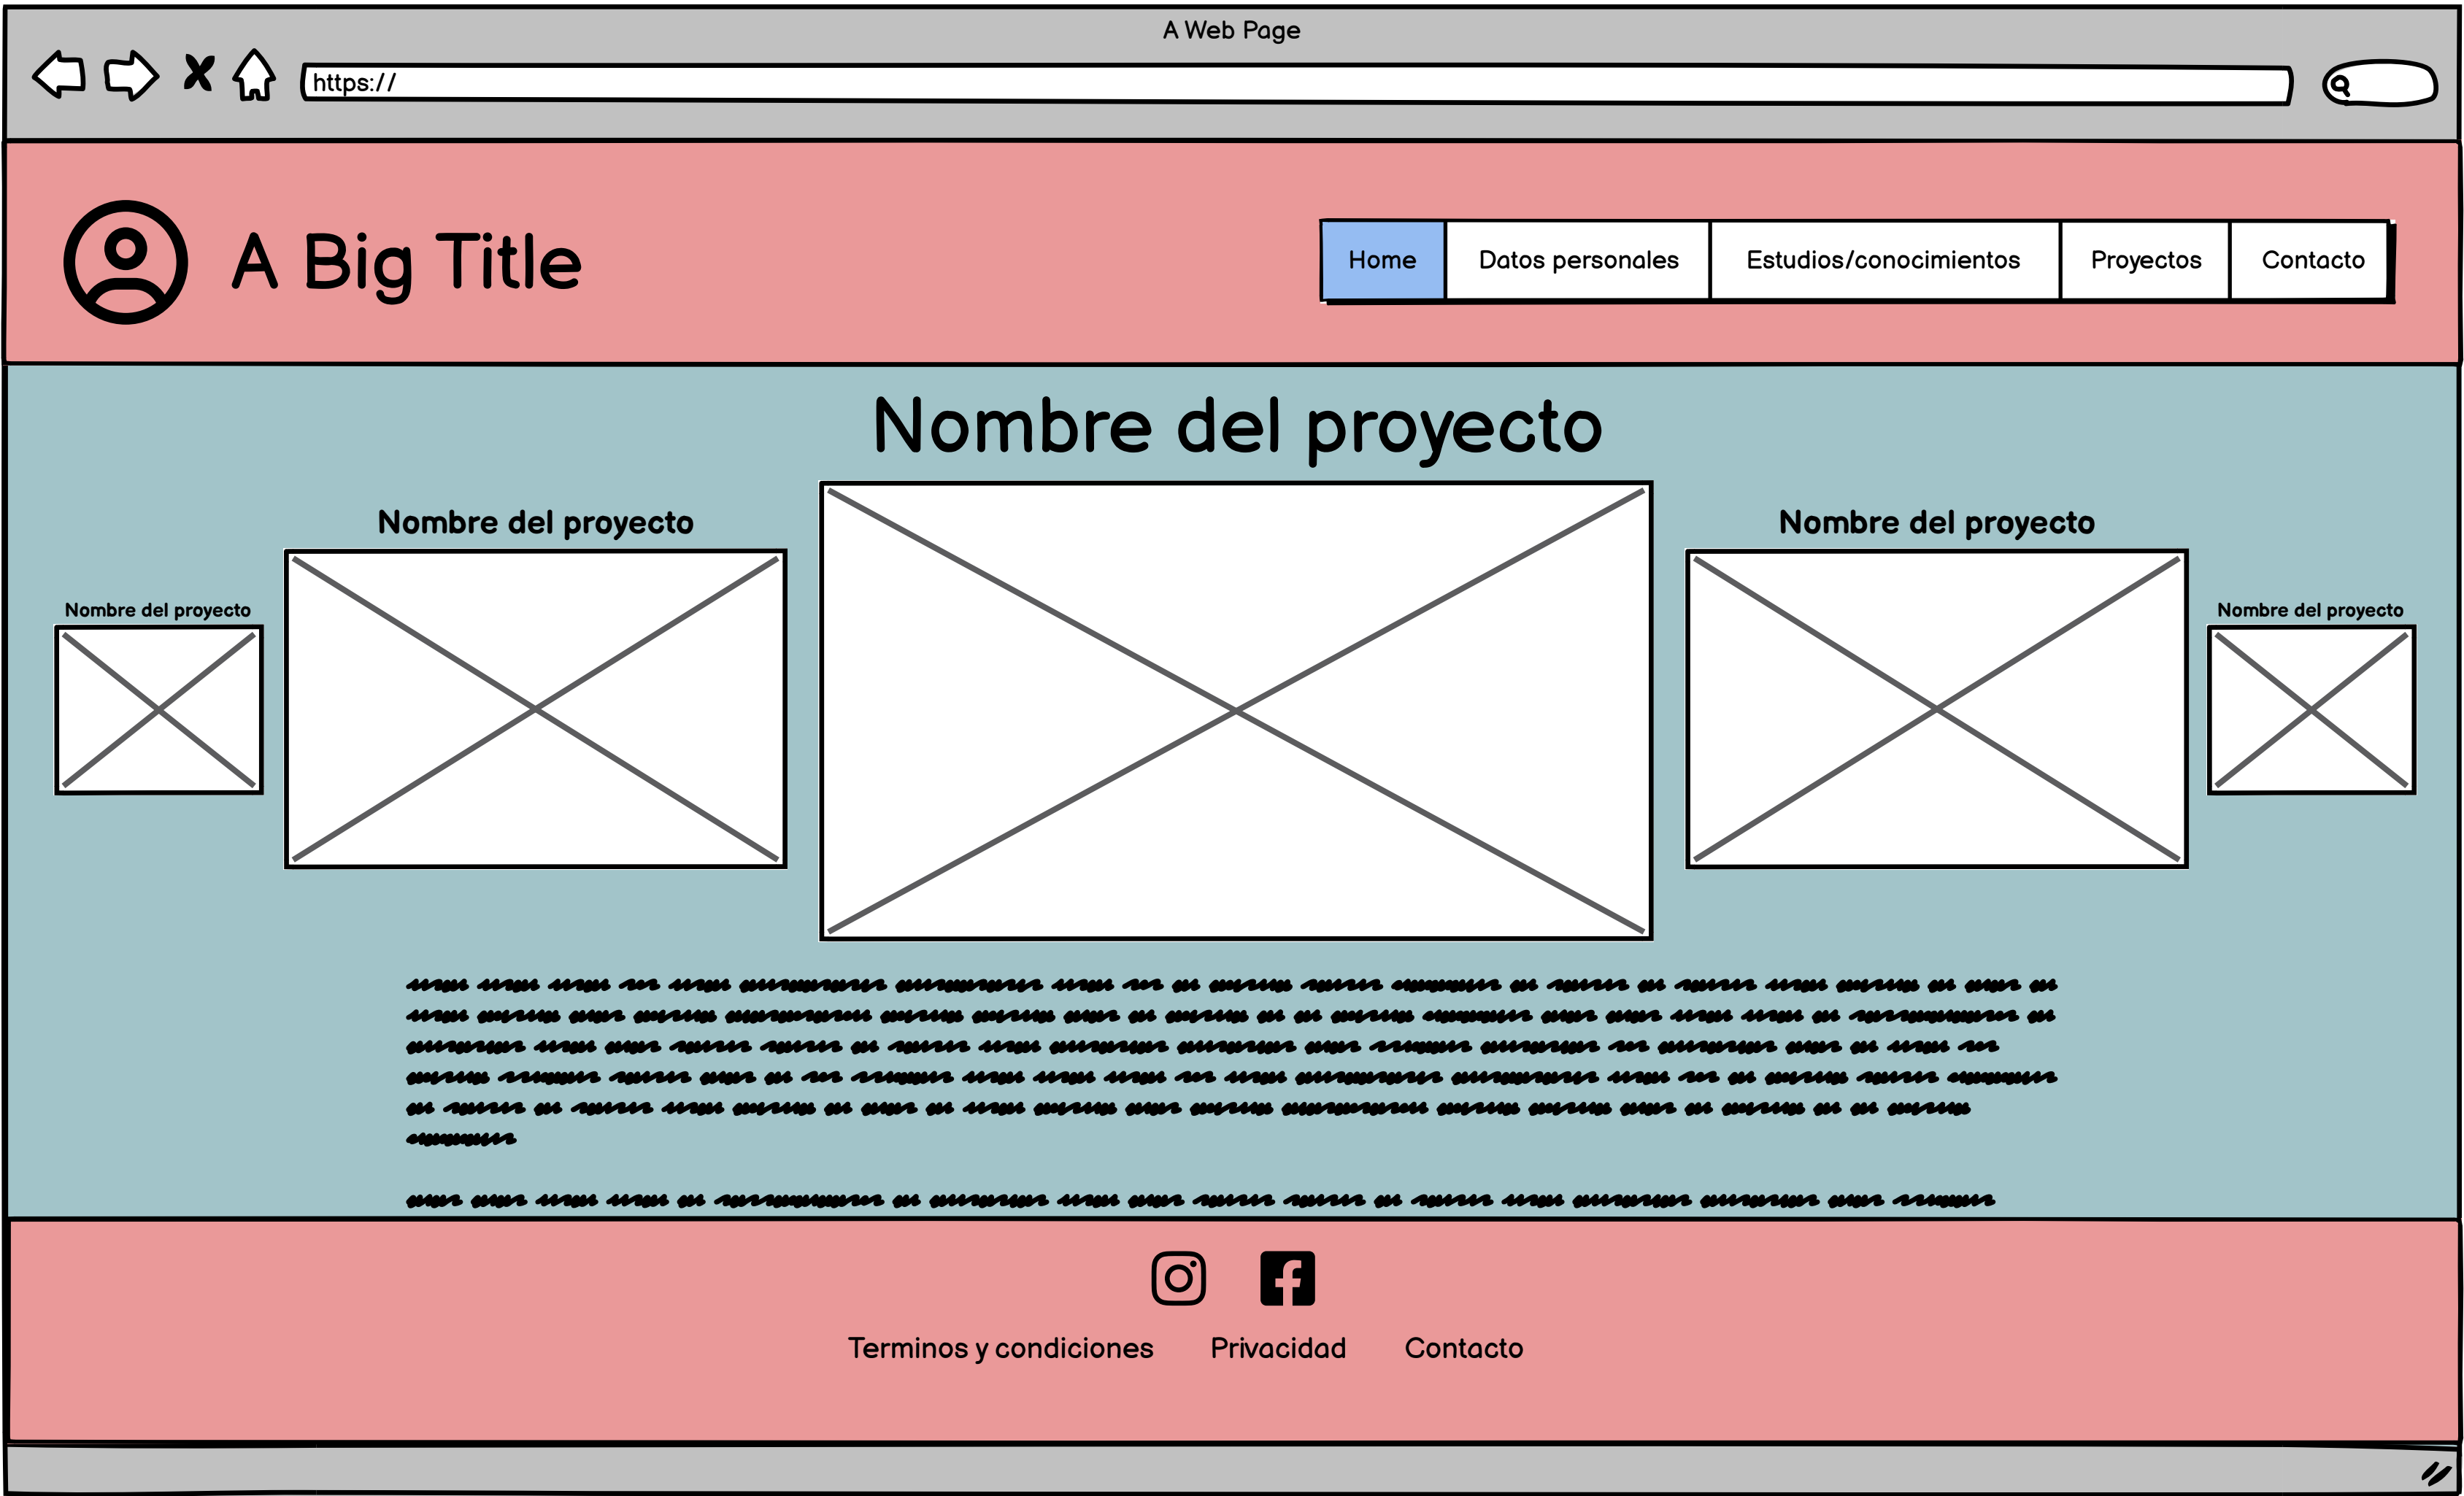 A Web Page
https://
A Big Title
Home Datos personales Estudios/conocimientos Proyectos Contacto
Nombre del proyecto
Nombre del proyecto
Nombre del proyecto
Nombre del proyecto
Nombre del proyecto
Terminos y condiciones Privacidad Contacto